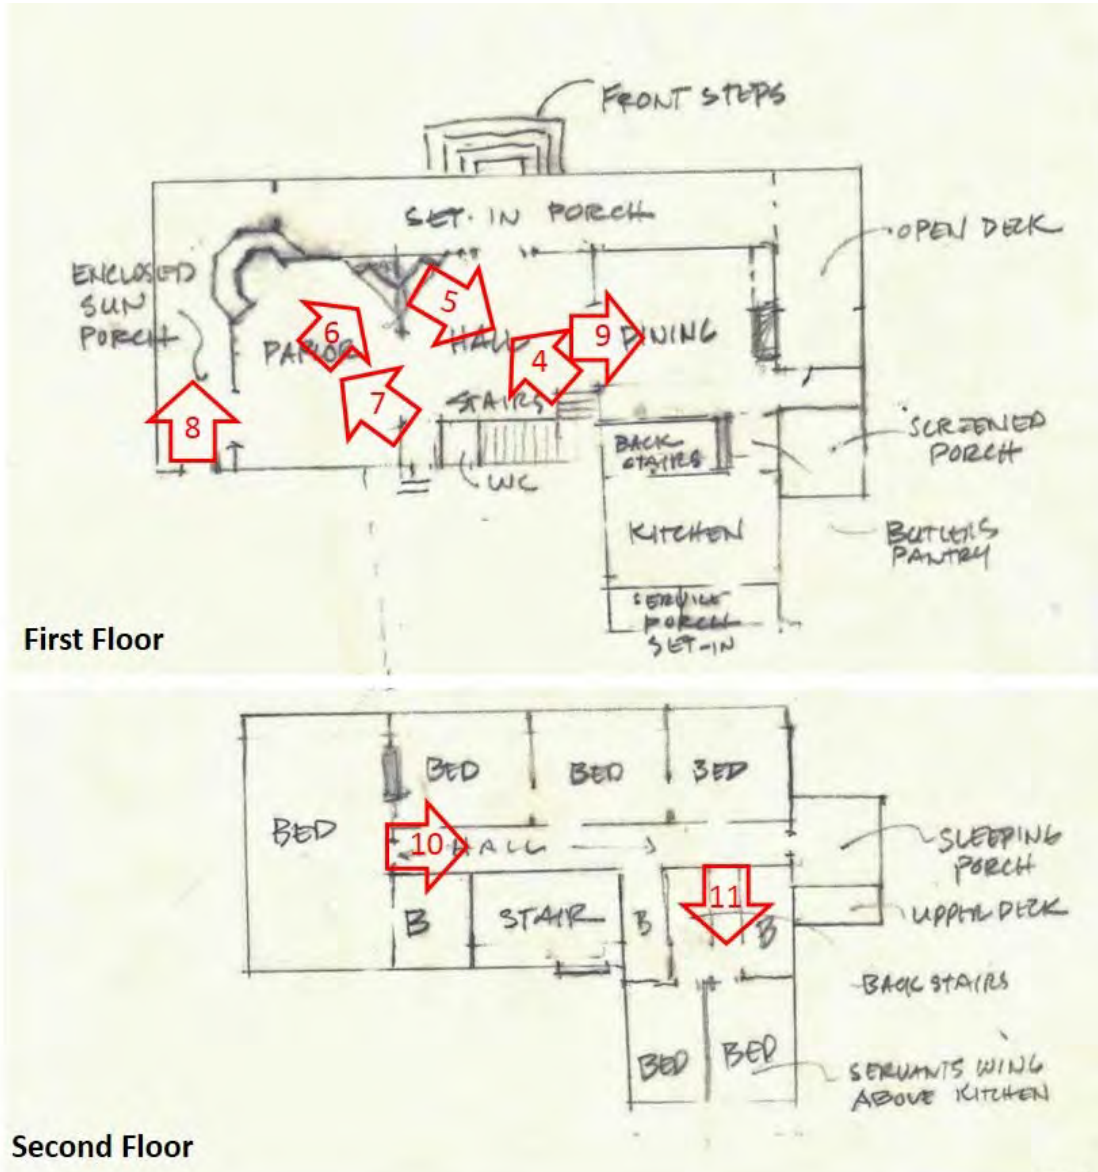 FRONT STEPS
SET-IN PORCH
OPEN DECK
ENCLOSED
SUN
PORCH
5
6
PARLOR
HALL
4
9
DINING
7
STAIRS
8
BACK
STAIRS
SCREENED
PORCH
WC
KITCHEN
BUTLERS
PANTRY
SERVICE
PORCH
SET-IN
First Floor
BED
BED
BED
BED
10
HALL
SLEEPING
PORCH
11
B
STAIR
B
B
UPPER DECK
BACK STAIRS
BED
BED
SERVANTS WING
ABOVE KITCHEN
Second Floor